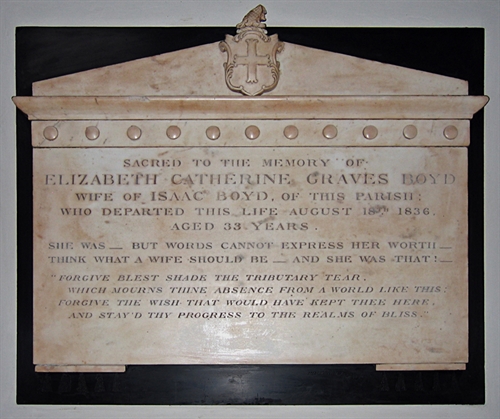 SACRED TO THE MEMORY OF
ELIZABETH CATHERINE GRAVES BOYD
WIFE OF ISAAC BOYD, OF THIS PARISH;
WHO DEPARTED THIS LIFE AUGUST 18TH 1836.
AGED 33 YEARS.
SHE WAS — BUT WORDS CANNOT EXPRESS HER WORTH —
THINK WHAT A WIFE SHOULD BE — AND SHE WAS THAT! —
"FORGIVE BLEST SHADE THE TRIBUTARY TEAR,
WHICH MOURNS THINE ABSENCE FROM A WORLD LIKE THIS;
FORGIVE THE WISH THAT WOULD HAVE KEPT THEE HERE,
AND STAY'D THY PROGRESS TO THE REALMS OF BLISS."